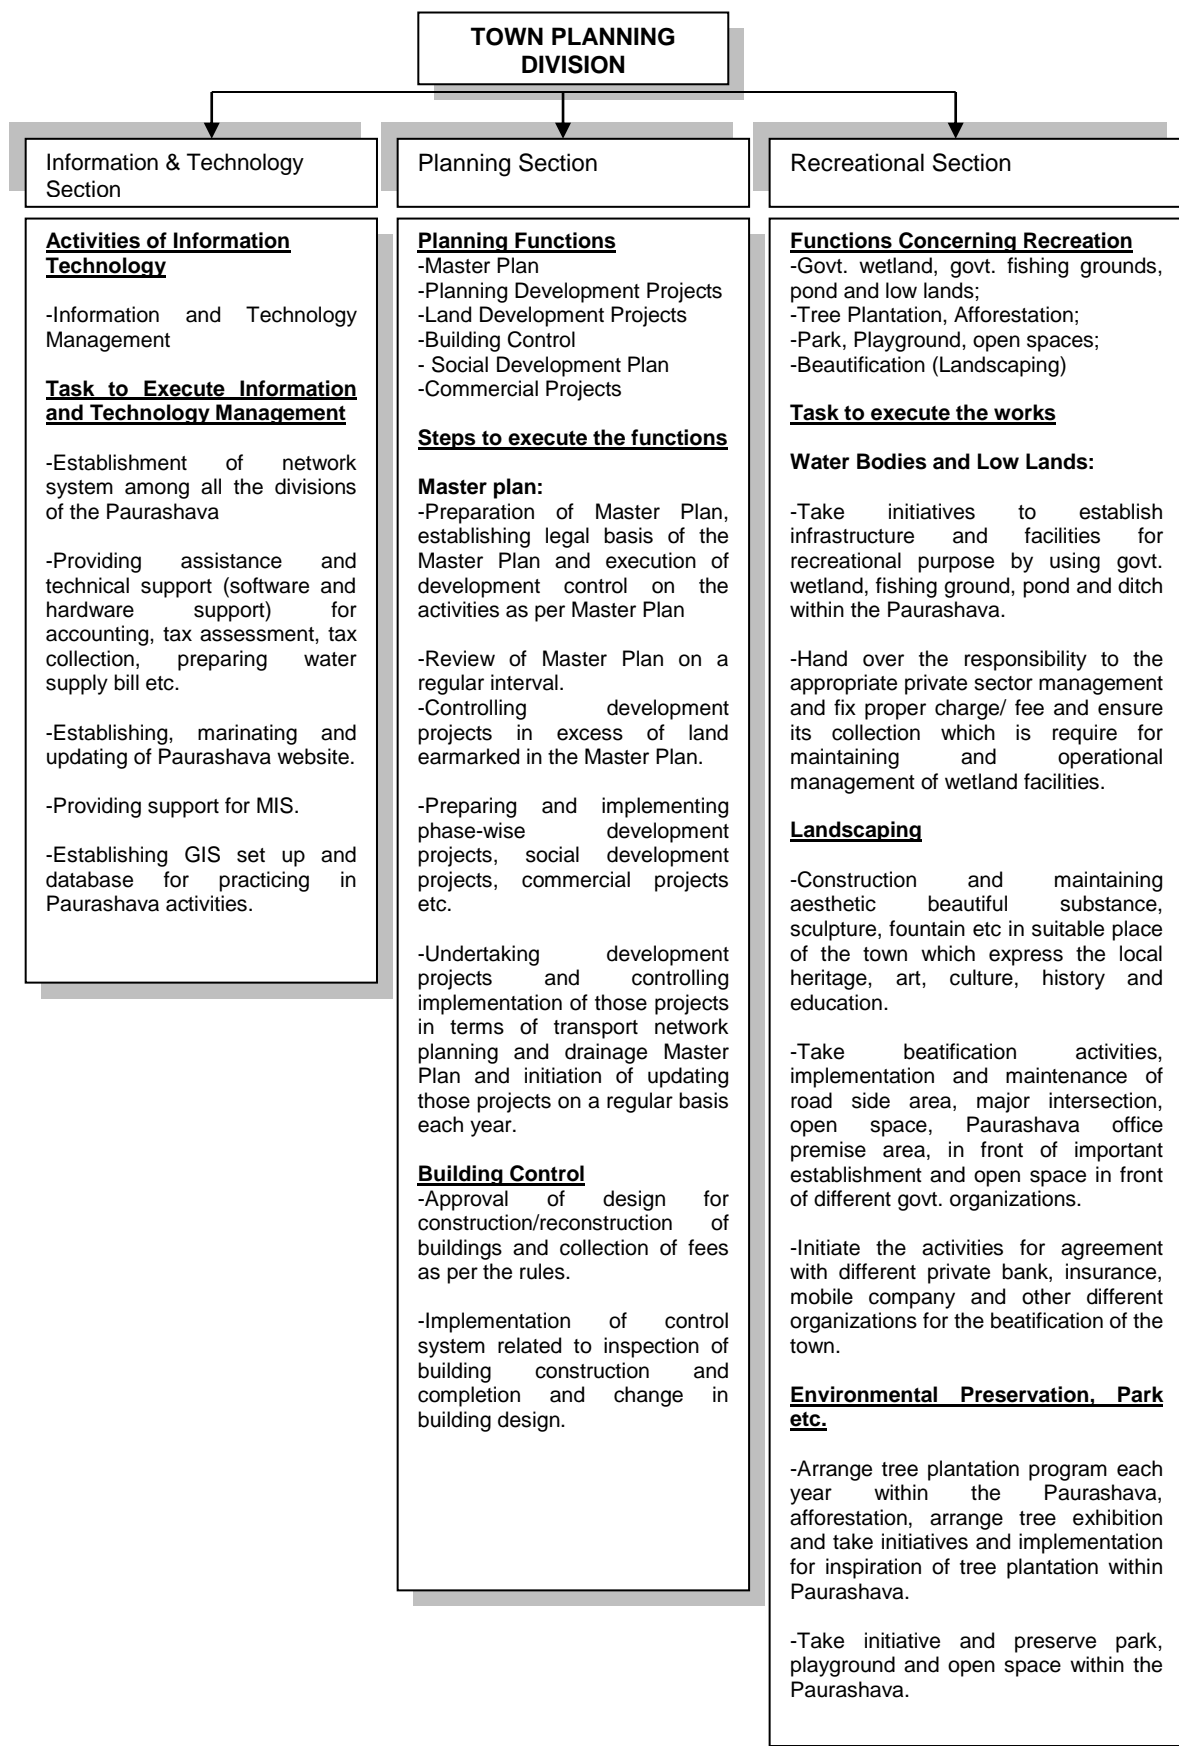 TOWN PLANNING
DIVISION
Information & Technology
Section
Activities of Information
Technology
-Information and Technology
Management
Task to Execute Information
and Technology Management
-Establishment of network
system among all the divisions
of the Paurashava
-Providing assistance and
technical support (software and
hardware support) for
accounting, tax assessment, tax
collection, preparing water
supply bill etc.
-Establishing, marinating and
updating of Paurashava website.
-Providing support for MIS.
-Establishing GIS set up and
database for practicing in
Paurashava activities.
Planning Section
Planning Functions
-Master Plan
-Planning Development Projects
-Land Development Projects
-Building Control
- Social Development Plan
-Commercial Projects
Steps to execute the functions
Master plan:
-Preparation of Master Plan,
establishing legal basis of the
Master Plan and execution of
development control on the
activities as per Master Plan
-Review of Master Plan on a
regular interval.
-Controlling development
projects in excess of land
earmarked in the Master Plan.
-Preparing and implementing
phase-wise development
projects, social development
projects, commercial projects
etc.
-Undertaking development
projects and controlling
implementation of those projects
in terms of transport network
planning and drainage Master
Plan and initiation of updating
those projects on a regular basis
each year.
Building Control
-Approval of design for
construction/reconstruction of
buildings and collection of fees
as per the rules.
-Implementation of control
system related to inspection of
building construction and
completion and change in
building design.
Recreational Section
Functions Concerning Recreation
-Govt. wetland, govt. fishing grounds,
pond and low lands;
-Tree Plantation, Afforestation;
-Park, Playground, open spaces;
-Beautification (Landscaping)
Task to execute the works
Water Bodies and Low Lands:
-Take initiatives to establish
infrastructure and facilities for
recreational purpose by using govt.
wetland, fishing ground, pond and ditch
within the Paurashava.
-Hand over the responsibility to the
appropriate private sector management
and fix proper charge/ fee and ensure
its collection which is require for
maintaining and operational
management of wetland facilities.
Landscaping
-Construction and maintaining
aesthetic beautiful substance,
sculpture, fountain etc in suitable place
of the town which express the local
heritage, art, culture, history and
education.
-Take beatification activities,
implementation and maintenance of
road side area, major intersection,
open space, Paurashava office
premise area, in front of important
establishment and open space in front
of different govt. organizations.
-Initiate the activities for agreement
with different private bank, insurance,
mobile company and other different
organizations for the beatification of the
town.
Environmental Preservation, Park
etc.
-Arrange tree plantation program each
year within the Paurashava,
afforestation, arrange tree exhibition
and take initiatives and implementation
for inspiration of tree plantation within
Paurashava.
-Take initiative and preserve park,
playground and open space within the
Paurashava.